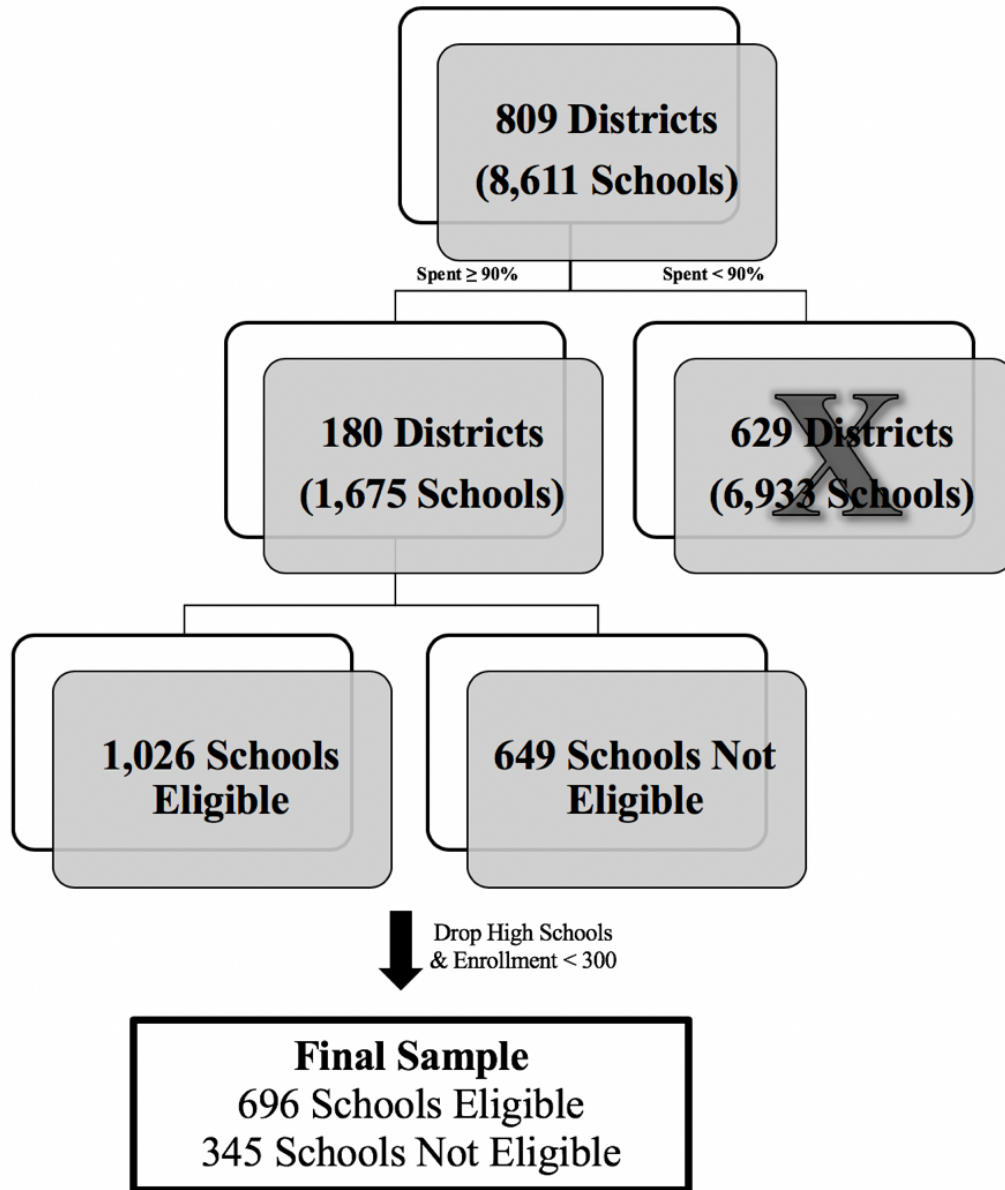 809 Districts
(8,611 Schools)
Spent ≥ 90%
Spent < 90%
180 Districts
(1,675 Schools)
629 Districts
(6,933 Schools)
X
1,026 Schools
Eligible
649 Schools Not
Eligible
Drop High Schools
& Enrollment < 300
Final Sample
696 Schools Eligible
345 Schools Not Eligible